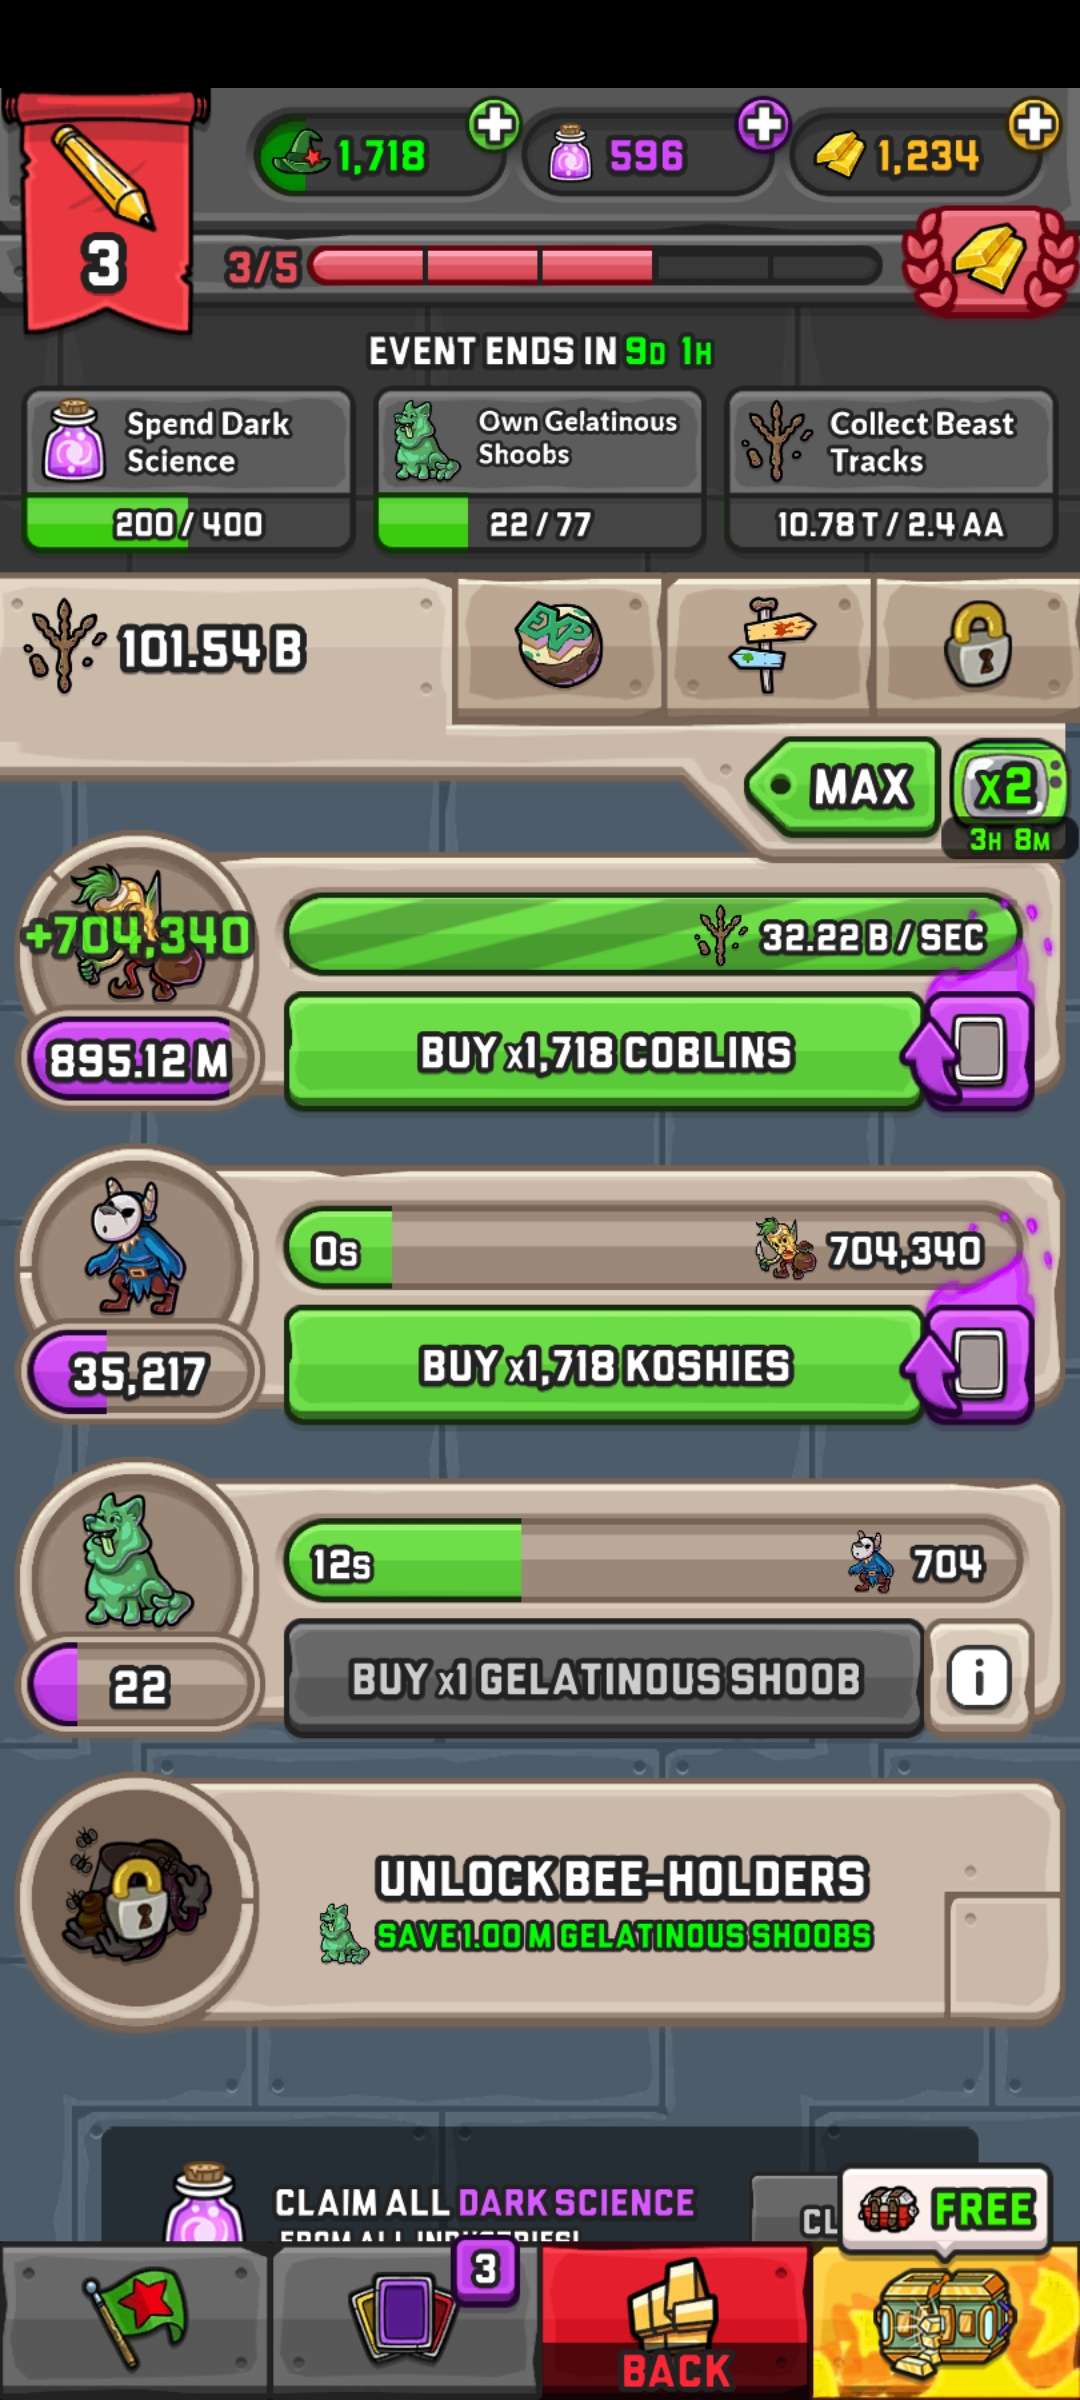 1,718
596
1,234
3
3/5
EVENT ENDS IN 9D 1H
Spend Dark
Science
200 / 400
Own Gelatinous
Shoobs
22 / 77
Collect Beast
Tracks
10.78 T / 2.4 AA
101.54 B
EXP
MAX
x2
3H 8M
+704,340
32.22 B / SEC
895.12 M
BUY x1,718 COBLINS
0s
704,340
35,217
BUY x1,718 KOSHIES
12s
704
22
BUY x1 GELATINOUS SHOOB
i
UNLOCK BEE-HOLDERS
SAVE 1.00 M GELATINOUS SHOOBS
CLAIM ALL DARK SCIENCE
FROM ALL INDUSTRIES!
CL
FREE
3
BACK